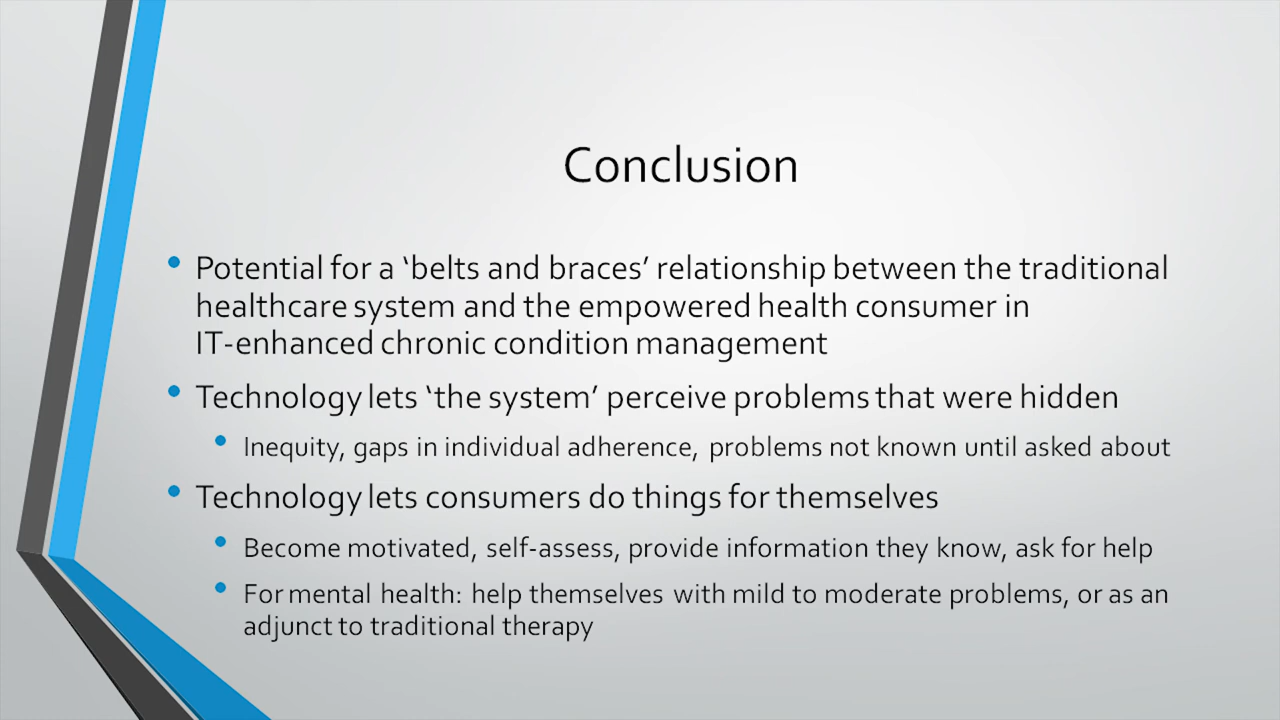 Conclusion
• Potential for a ‘belts and braces’ relationship between the traditional
healthcare system and the empowered health consumer in
IT-enhanced chronic condition management
• Technology lets ‘the system’ perceive problems that were hidden
• Inequity, gaps in individual adherence, problems not known until asked about
• Technology lets consumers do things for themselves
• Become motivated, self-assess, provide information they know, ask for help
• For mental health: help themselves with mild to moderate problems, or as an
adjunct to traditional therapy